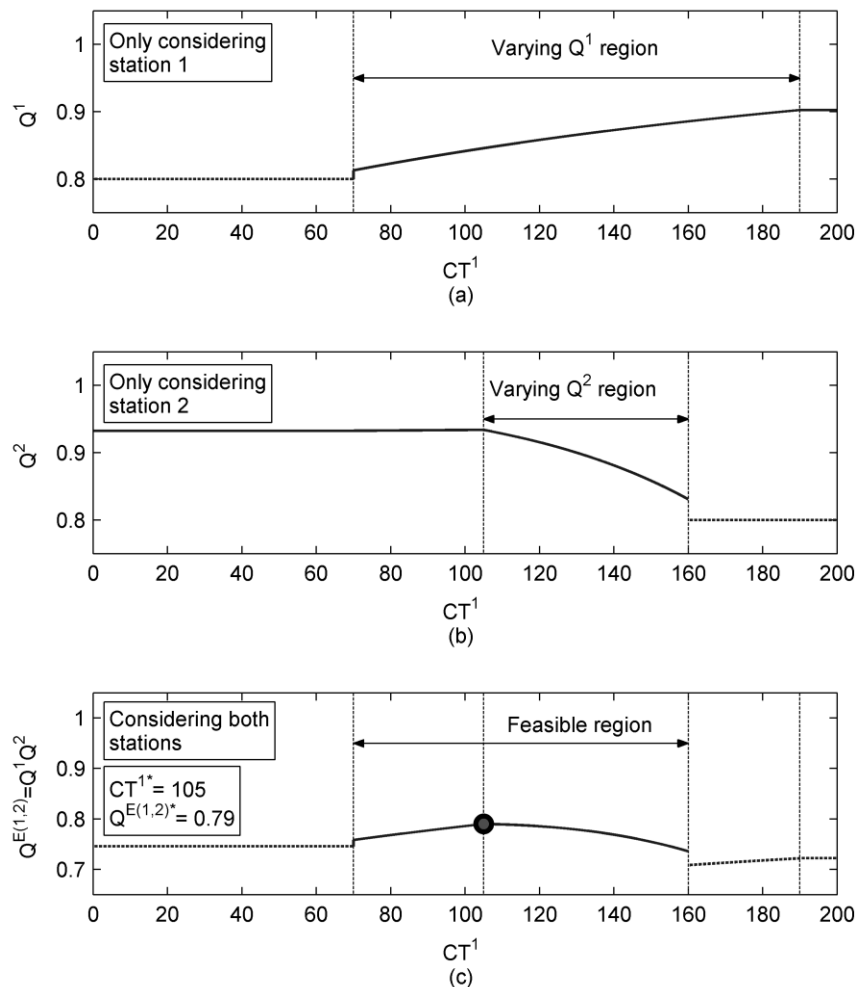 Only considering
station 1
Varying Q¹ region
Q¹
1
0.9
0.8
0 20 40 60 80 100 120 140 160 180 200
CT¹
(a)
Only considering
station 2
Varying Q² region
Q²
1
0.9
0.8
0 20 40 60 80 100 120 140 160 180 200
CT¹
(b)
Considering both
stations
Feasible region
CT¹*= 105
Q^E(1,2)*= 0.79
Q^E(1,2)=Q¹Q²
1
0.9
0.8
0.7
0 20 40 60 80 100 120 140 160 180 200
CT¹
(c)